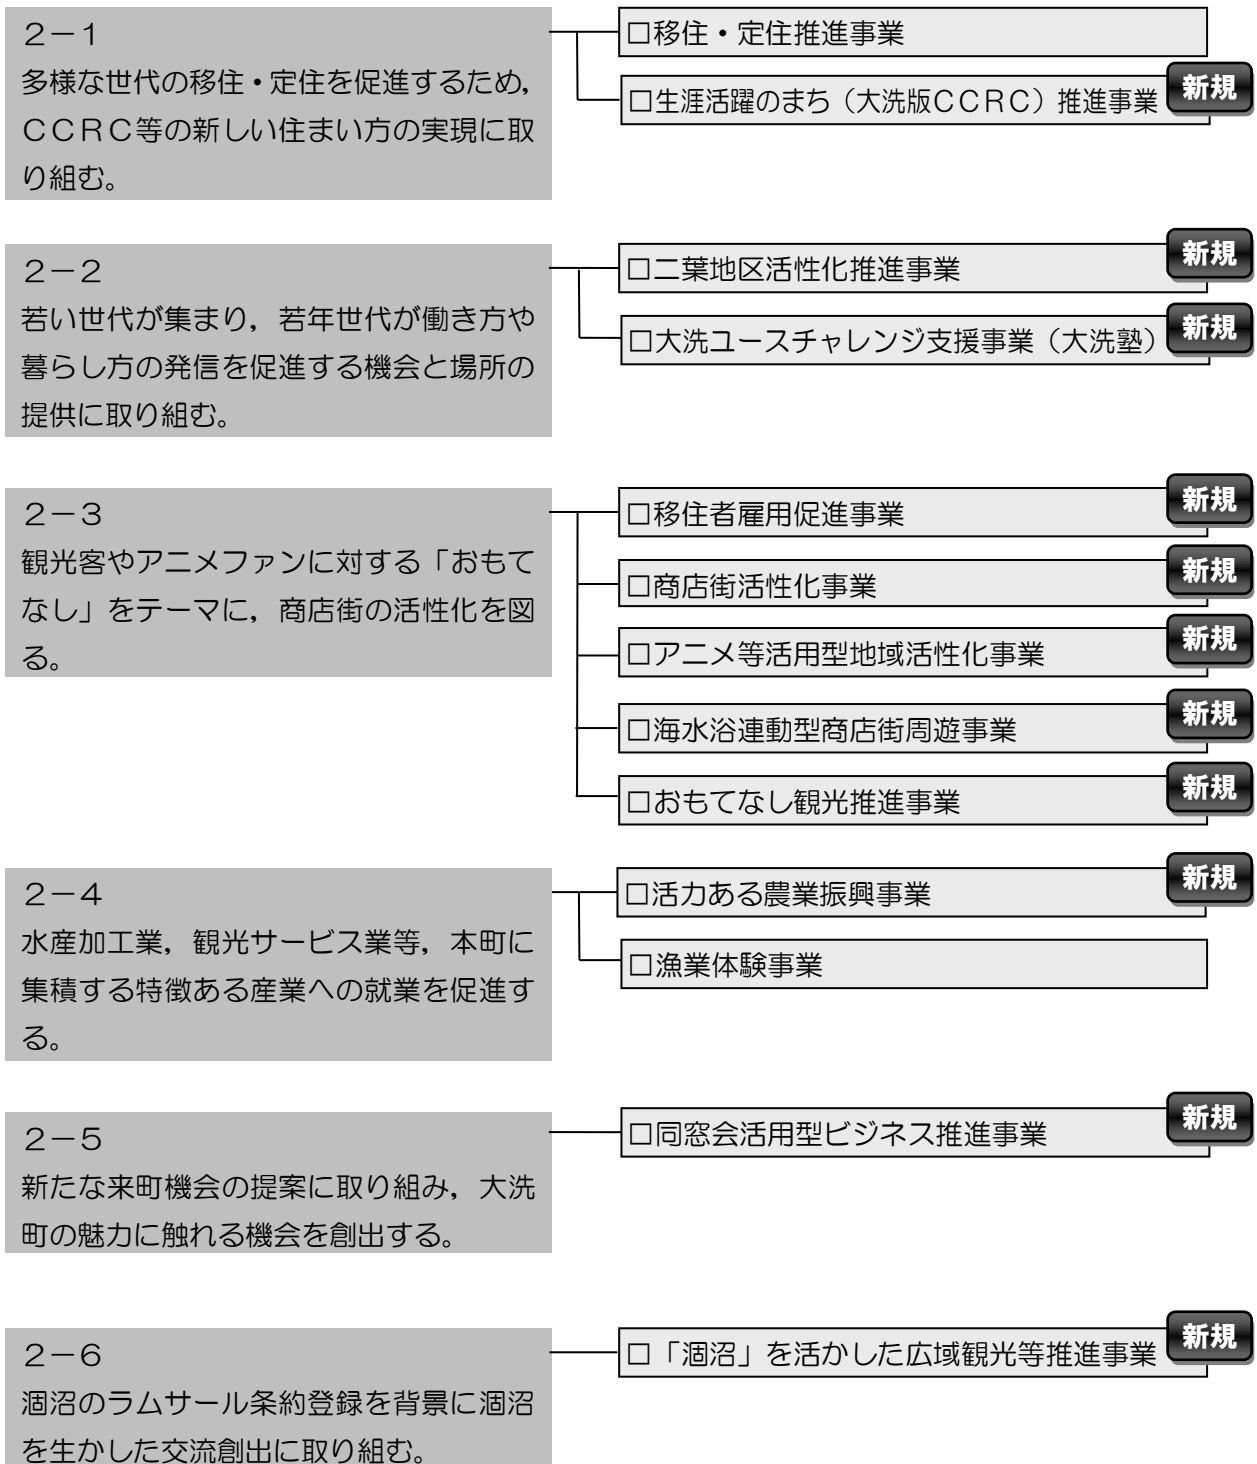 2－1
多様な世代の移住・定住を促進するため，
ＣＣＲＣ等の新しい住まい方の実現に取
り組む。
□移住・定住推進事業
□生涯活躍のまち（大洗版ＣＣＲＣ）推進事業
新規
2－2
若い世代が集まり，若年世代が働き方や
暮らし方の発信を促進する機会と場所の
提供に取り組む。
□二葉地区活性化推進事業
新規
□大洗ユースチャレンジ支援事業（大洗塾）
新規
2－3
観光客やアニメファンに対する「おもて
なし」をテーマに，商店街の活性化を図
る。
□移住者雇用促進事業
新規
□商店街活性化事業
新規
□アニメ等活用型地域活性化事業
新規
□海水浴連動型商店街周遊事業
新規
□おもてなし観光推進事業
新規
2－4
水産加工業，観光サービス業等，本町に
集積する特徴ある産業への就業を促進す
る。
□活力ある農業振興事業
新規
□漁業体験事業
2－5
新たな来町機会の提案に取り組み，大洗
町の魅力に触れる機会を創出する。
□同窓会活用型ビジネス推進事業
新規
2－6
涸沼のラムサール条約登録を背景に涸沼
を生かした交流創出に取り組む。
□「涸沼」を活かした広域観光等推進事業
新規